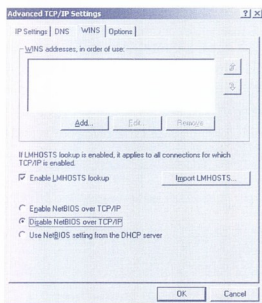 Advanced TCP/IP Settings
IP Settings DNS WINS Options
WINS addresses, in order of use:
Add... Edit... Remove
If LMHOSTS lookup is enabled, it applies to all connections for which
TCP/IP is enabled.
Enable LMHOSTS lookup Import LMHOSTS...
Enable NetBIOS over TCP/IP
Disable NetBIOS over TCP/IP
Use NetBIOS setting from the DHCP server
OK Cancel